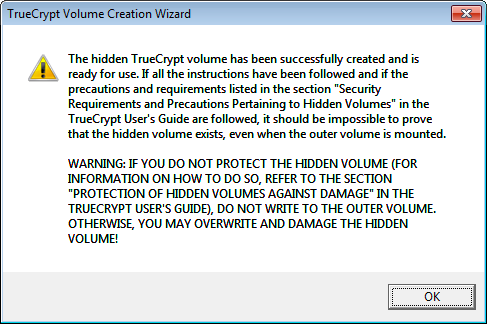 TrueCrypt Volume Creation Wizard
The hidden TrueCrypt volume has been successfully created and is
ready for use. If all the instructions have been followed and if the
precautions and requirements listed in the section "Security
Requirements and Precautions Pertaining to Hidden Volumes" in the
TrueCrypt User's Guide are followed, it should be impossible to prove
that the hidden volume exists, even when the outer volume is mounted.
WARNING: IF YOU DO NOT PROTECT THE HIDDEN VOLUME (FOR
INFORMATION ON HOW TO DO SO, REFER TO THE SECTION
"PROTECTION OF HIDDEN VOLUMES AGAINST DAMAGE" IN THE
TRUECRYPT USER'S GUIDE), DO NOT WRITE TO THE OUTER VOLUME.
OTHERWISE, YOU MAY OVERWRITE AND DAMAGE THE HIDDEN
VOLUME!
OK